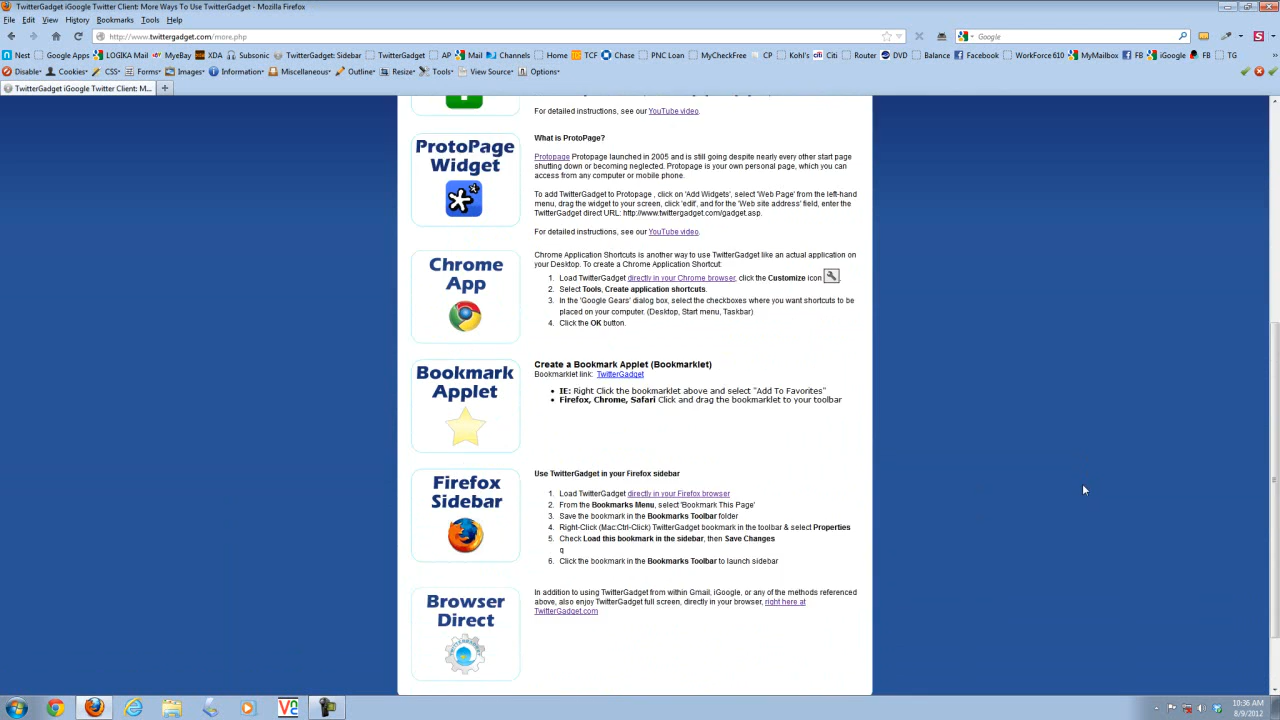 TwitterGadget iGoogle Twitter Client: More Ways To Use TwitterGadget - Mozilla Firefox
File Edit View History Bookmarks Tools Help
http://www.twittergadget.com/more.php
Google
Nest Google Apps LOGIKA Mail MyeBay XDA Subsonic TwitterGadget: Sidebar TwitterGadget AP Mail Channels Home TCF Chase PNC Loan MyCheckFree CP Kohl's Citi Router DVD Balance Facebook WorkForce 610 MyMailbox FB iGoogle FB TG
Disable Cookies CSS Forms Images Information Miscellaneous Outline Resize Tools View Source Options
TwitterGadget iGoogle Twitter Client: M...
For detailed instructions, see our YouTube video.
ProtoPage
Widget
What is ProtoPage?
Protopage Protopage launched in 2005 and is still going despite nearly every other start page
shutting down or becoming neglected. Protopage is your own personal page, which you can
access from any computer or mobile phone.
To add TwitterGadget to Protopage , click on 'Add Widgets', select 'Web Page' from the left-hand
menu, drag the widget to your screen, click 'edit', and for the 'Web site address' field, enter the
TwitterGadget direct URL: http://www.twittergadget.com/gadget.asp.
For detailed instructions, see our YouTube video.
Chrome
App
Chrome Application Shortcuts is another way to use TwitterGadget like an actual application on
your Desktop. To create a Chrome Application Shortcut:
1. Load TwitterGadget directly in your Chrome browser, click the Customize icon .
2. Select Tools, Create application shortcuts.
3. In the 'Google Gears' dialog box, select the checkboxes where you want shortcuts to be
placed on your computer. (Desktop, Start menu, Taskbar)
4. Click the OK button.
Bookmark
Applet
Create a Bookmark Applet (Bookmarklet)
Bookmarklet link: TwitterGadget
• IE: Right Click the bookmarklet above and select "Add To Favorites"
• Firefox, Chrome, Safari Click and drag the bookmarklet to your toolbar
Firefox
Sidebar
Use TwitterGadget in your Firefox sidebar
1. Load TwitterGadget directly in your Firefox browser
2. From the Bookmarks Menu, select 'Bookmark This Page'
3. Save the bookmark in the Bookmarks Toolbar folder
4. Right-Click (Mac:Ctrl-Click) TwitterGadget bookmark in the toolbar & select Properties
5. Check Load this bookmark in the sidebar, then Save Changes
q
6. Click the bookmark in the Bookmarks Toolbar to launch sidebar
Browser
Direct
In addition to using TwitterGadget from within Gmail, iGoogle, or any of the methods referenced
above, also enjoy TwitterGadget full screen, directly in your browser, right here at
TwitterGadget.com
10:36 AM
8/9/2012